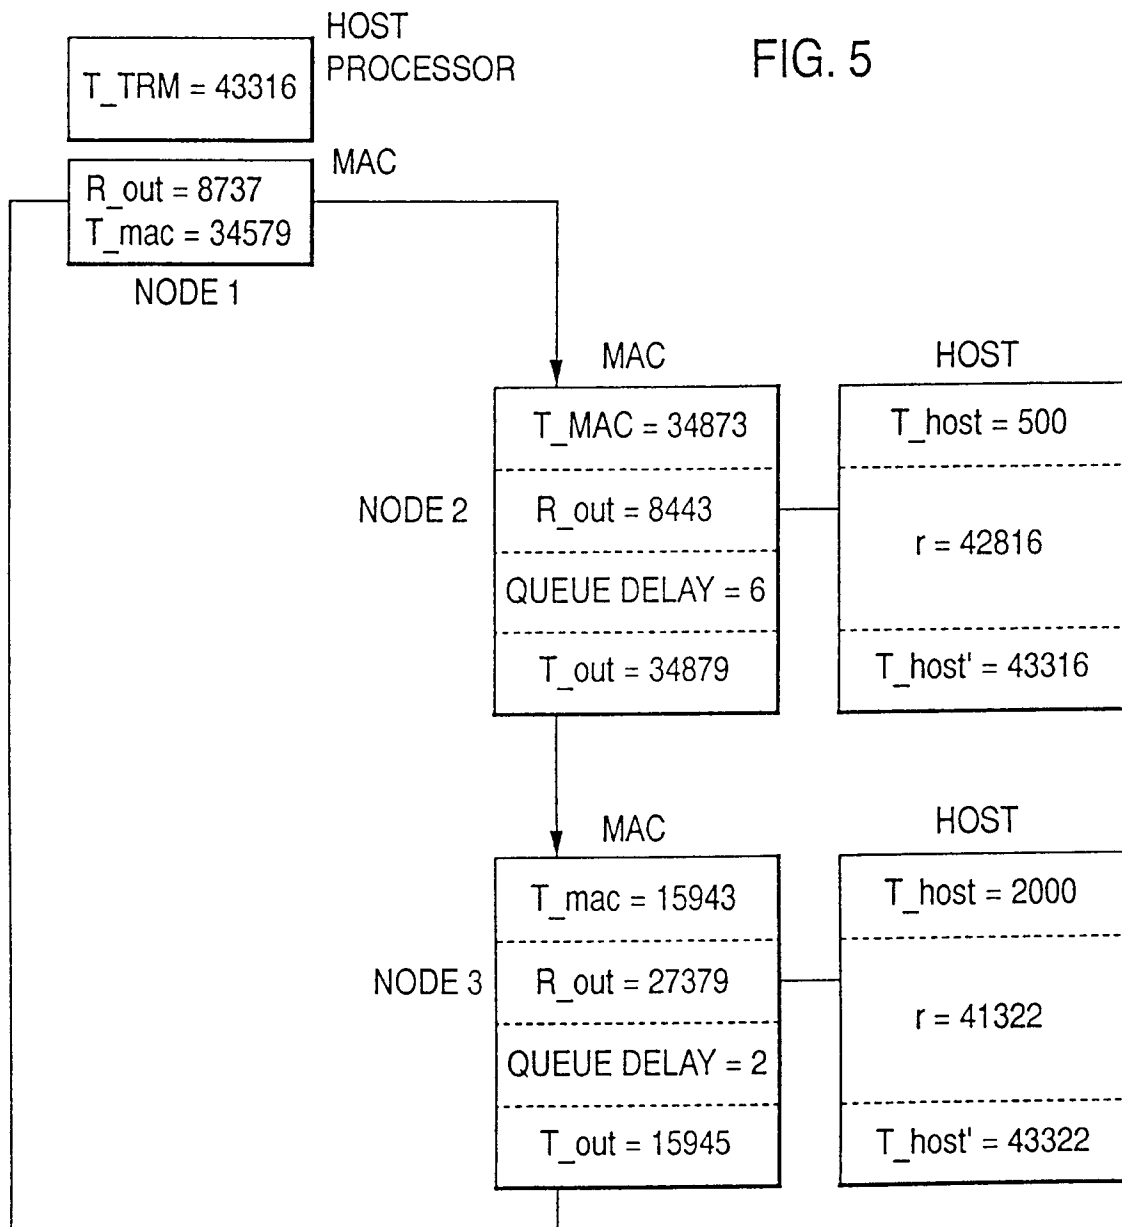 FIG. 5
HOST
PROCESSOR
T_TRM = 43316
MAC
R_out = 8737
T_mac = 34579
NODE 1
MAC
HOST
T_MAC = 34873
T_host = 500
NODE 2
R_out = 8443
r = 42816
QUEUE DELAY = 6
T_out = 34879
T_host' = 43316
MAC
HOST
T_mac = 15943
T_host = 2000
NODE 3
R_out = 27379
r = 41322
QUEUE DELAY = 2
T_out = 15945
T_host' = 43322